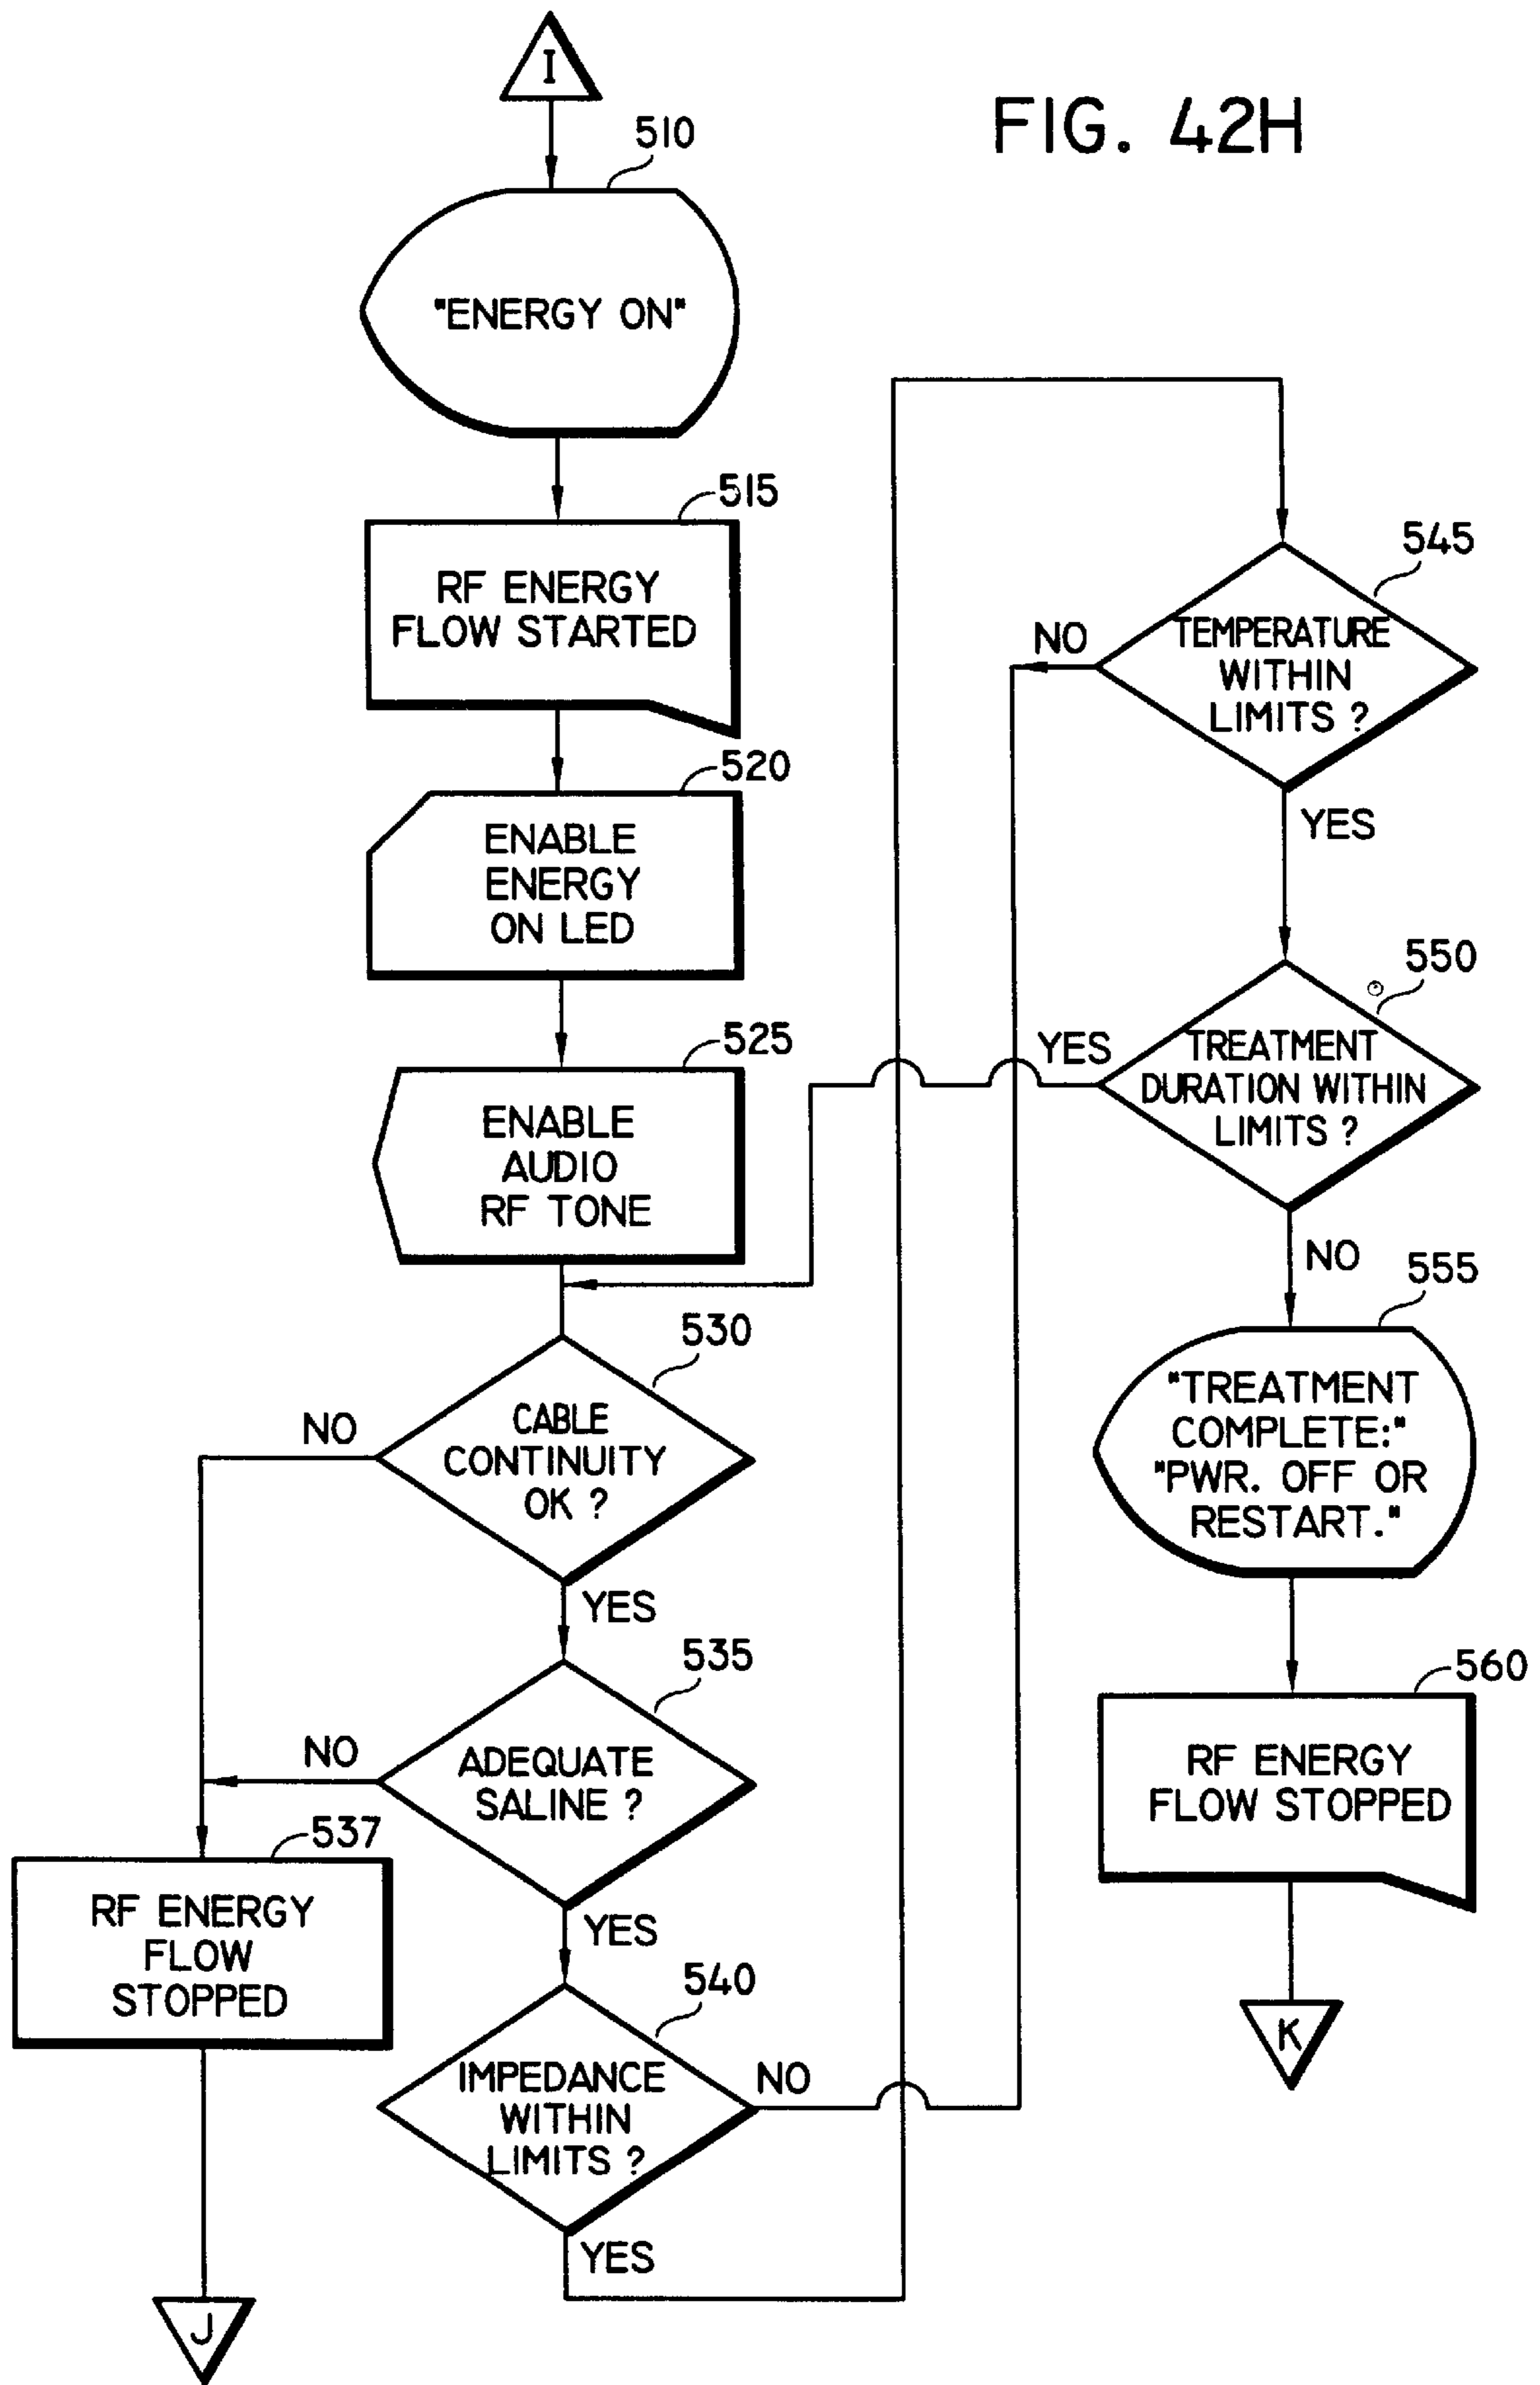 I
FIG. 42H
510
"ENERGY ON"
515
RF ENERGY
FLOW STARTED
520
ENABLE
ENERGY
ON LED
525
ENABLE
AUDIO
RF TONE
530
CABLE
CONTINUITY
OK ?
NO
YES
535
ADEQUATE
SALINE ?
NO
YES
537
RF ENERGY
FLOW
STOPPED
J
540
IMPEDANCE
WITHIN
LIMITS ?
NO
YES
545
TEMPERATURE
WITHIN
LIMITS ?
NO
YES
550
TREATMENT
DURATION WITHIN
LIMITS ?
YES
NO
555
"TREATMENT
COMPLETE:"
"PWR. OFF OR
RESTART."
560
RF ENERGY
FLOW STOPPED
K